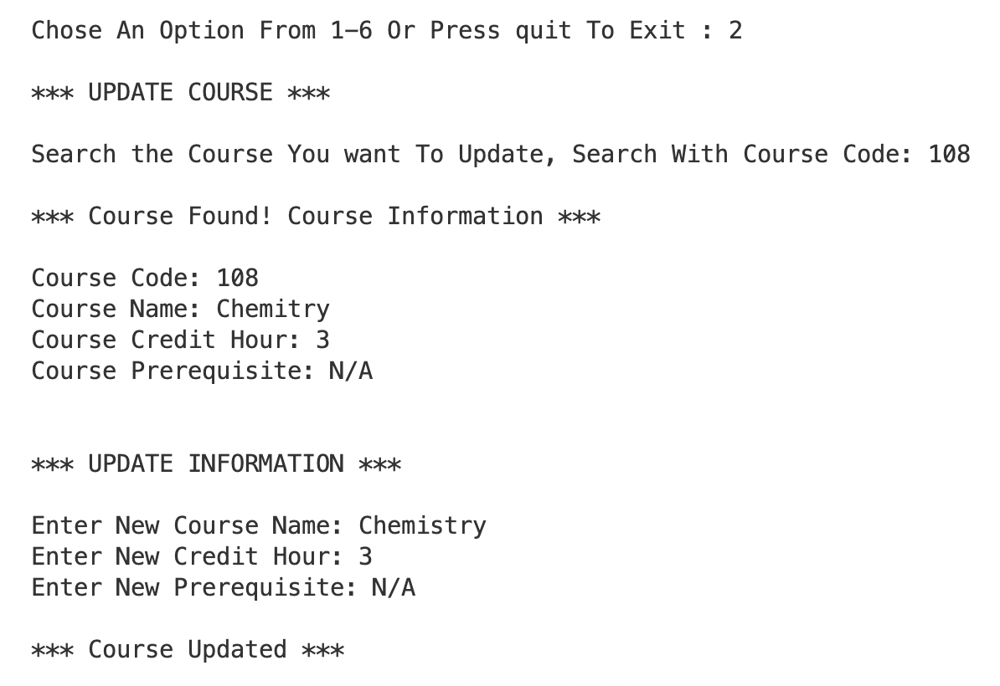 Chose An Option From 1-6 Or Press quit To Exit : 2
*** UPDATE COURSE ***
Search the Course You want To Update, Search With Course Code: 108
*** Course Found! Course Information ***
Course Code: 108
Course Name: Chemitry
Course Credit Hour: 3
Course Prerequisite: N/A
*** UPDATE INFORMATION ***
Enter New Course Name: Chemistry
Enter New Credit Hour: 3
Enter New Prerequisite: N/A
*** Course Updated ***